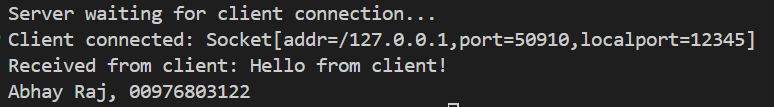 Server waiting for client connection...
Client connected: Socket[addr=/127.0.0.1,port=50910,localport=12345]
Received from client: Hello from client!
Abhay Raj, 00976803122